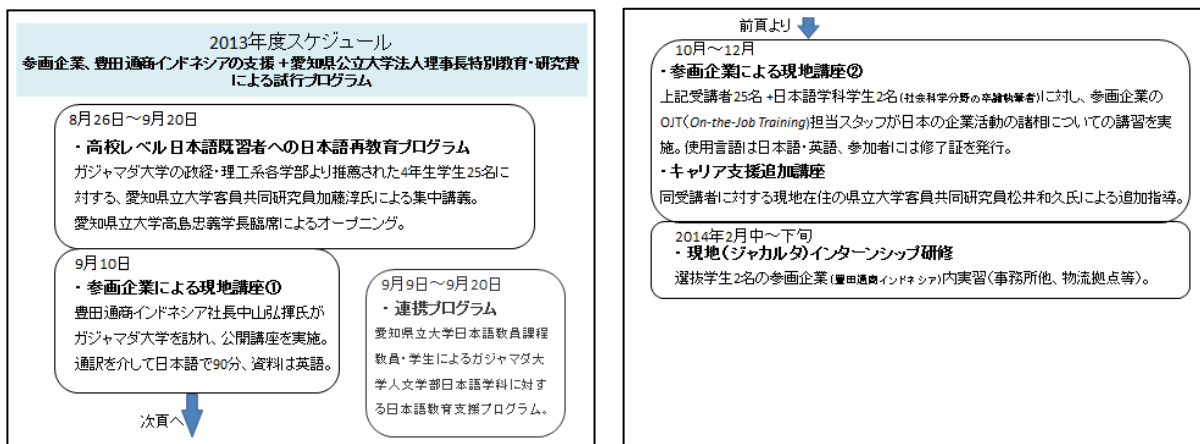 2013年度スケジュール
参画企業、豊田通商インドネシアの支援＋愛知県公立大学法人理事長特別教育・研究費
による試行プログラム
8月26日～9月20日
・高校レベル日本語既習者への日本語再教育プログラム
ガジャマダ大学の政経・理工系各学部より推薦された4年生学生25名に
対する、愛知県立大学客員共同研究員加藤淳氏による集中講義。
愛知県立大学高島忠義学長臨席によるオープニング。
9月10日
・参画企業による現地講座①
豊田通商インドネシア社長中山弘揮氏が
ガジャマダ大学を訪れ、公開講座を実施。
通訳を介して日本語で90分、資料は英語。
9月9日～9月20日
・連携プログラム
愛知県立大学日本語教員課程
教員・学生によるガジャマダ大
学人文学部日本語学科に対す
る日本語教育支援プログラム。
次頁へ
前頁より
10月～12月
・参画企業による現地講座②
上記受講者25名＋日本語学科学生2名(社会科学分野の卒論執筆者)に対し、参画企業の
OJT(On-the-Job Training)担当スタッフが日本の企業活動の諸相についての講習を実
施。使用言語は日本語・英語、参加者には修了証を発行。
・キャリア支援追加講座
同受講者に対する現地在住の県立大学客員共同研究員松井和久氏による追加指導。
2014年2月中～下旬
・現地(ジャカルタ)インターンシップ研修
選抜学生2名の参画企業(豊田通商インドネシア)内実習(事務所他、物流拠点等)。